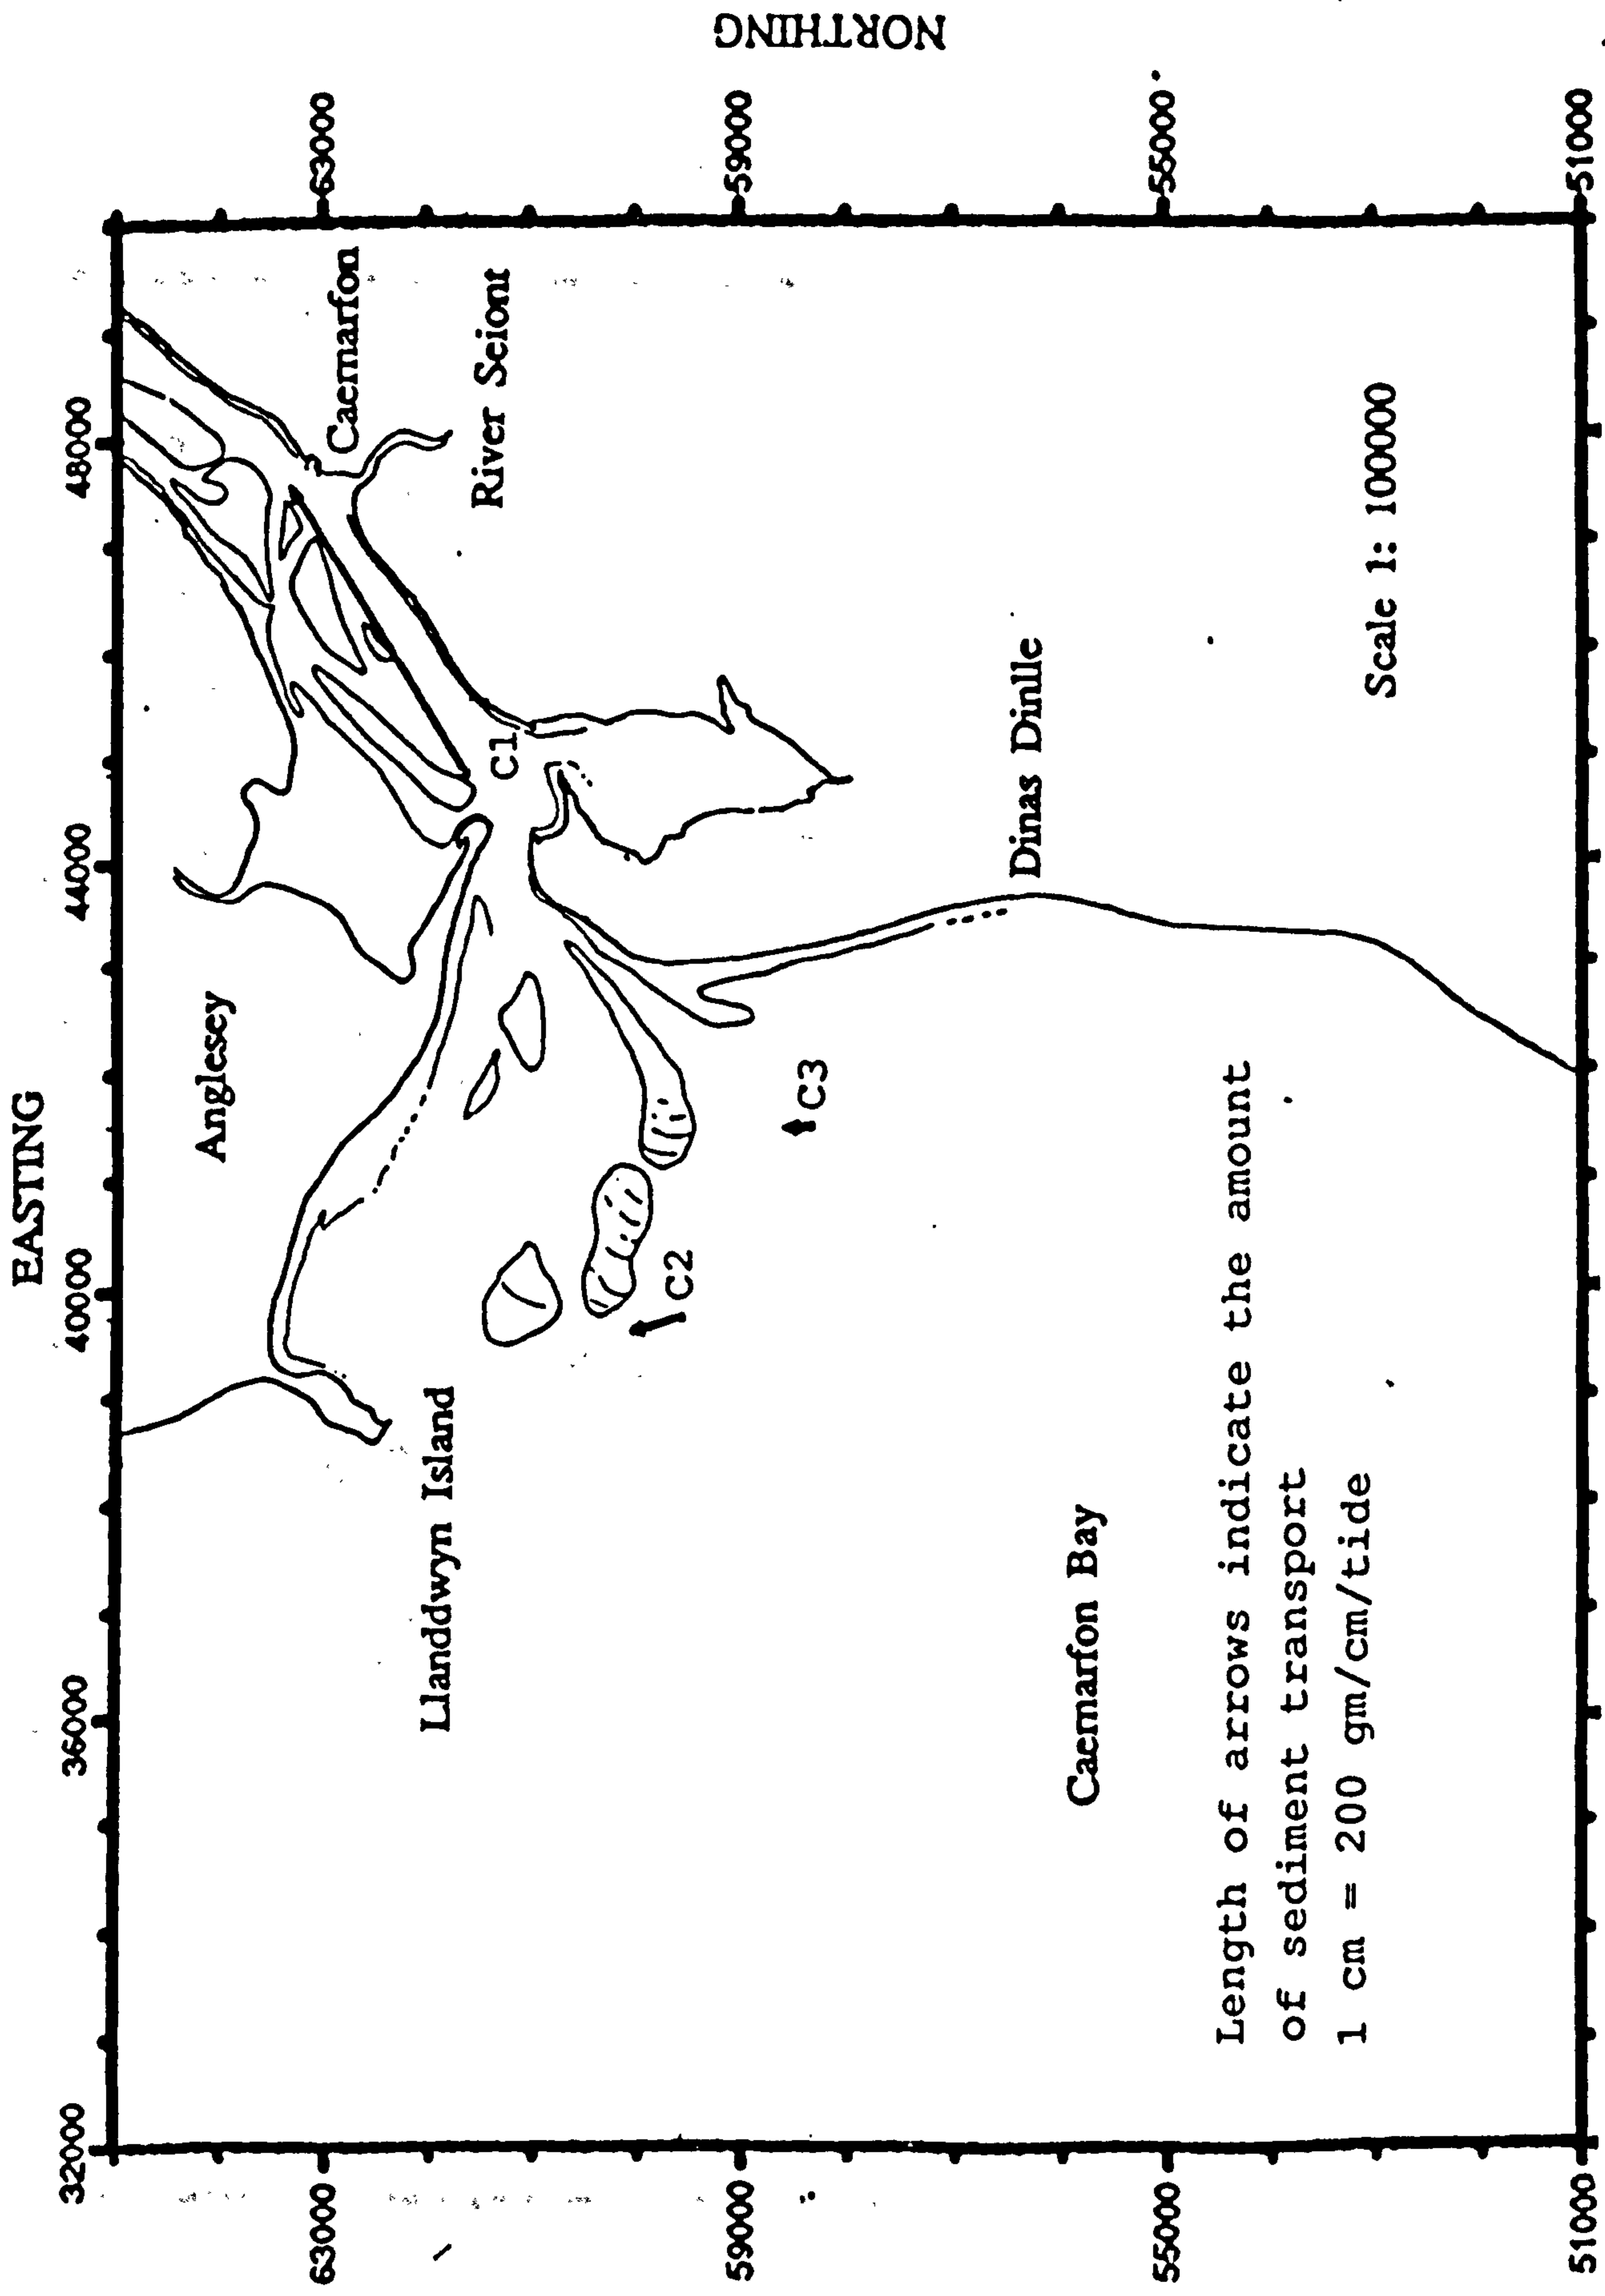 EASTING
32000
36000
40000
44000
48000
NORTHING
63000
59000
55000
51000
63000
59000
55000
51000
Anglesey
Caernarfon
River Seiont
Llanddwyn Island
C1
C2
C3
Dinas Dinlle
Caernarfon Bay
Length of arrows indicate the amount
of sediment transport
1 cm = 200 gm/cm/tide
Scale 1: 100000